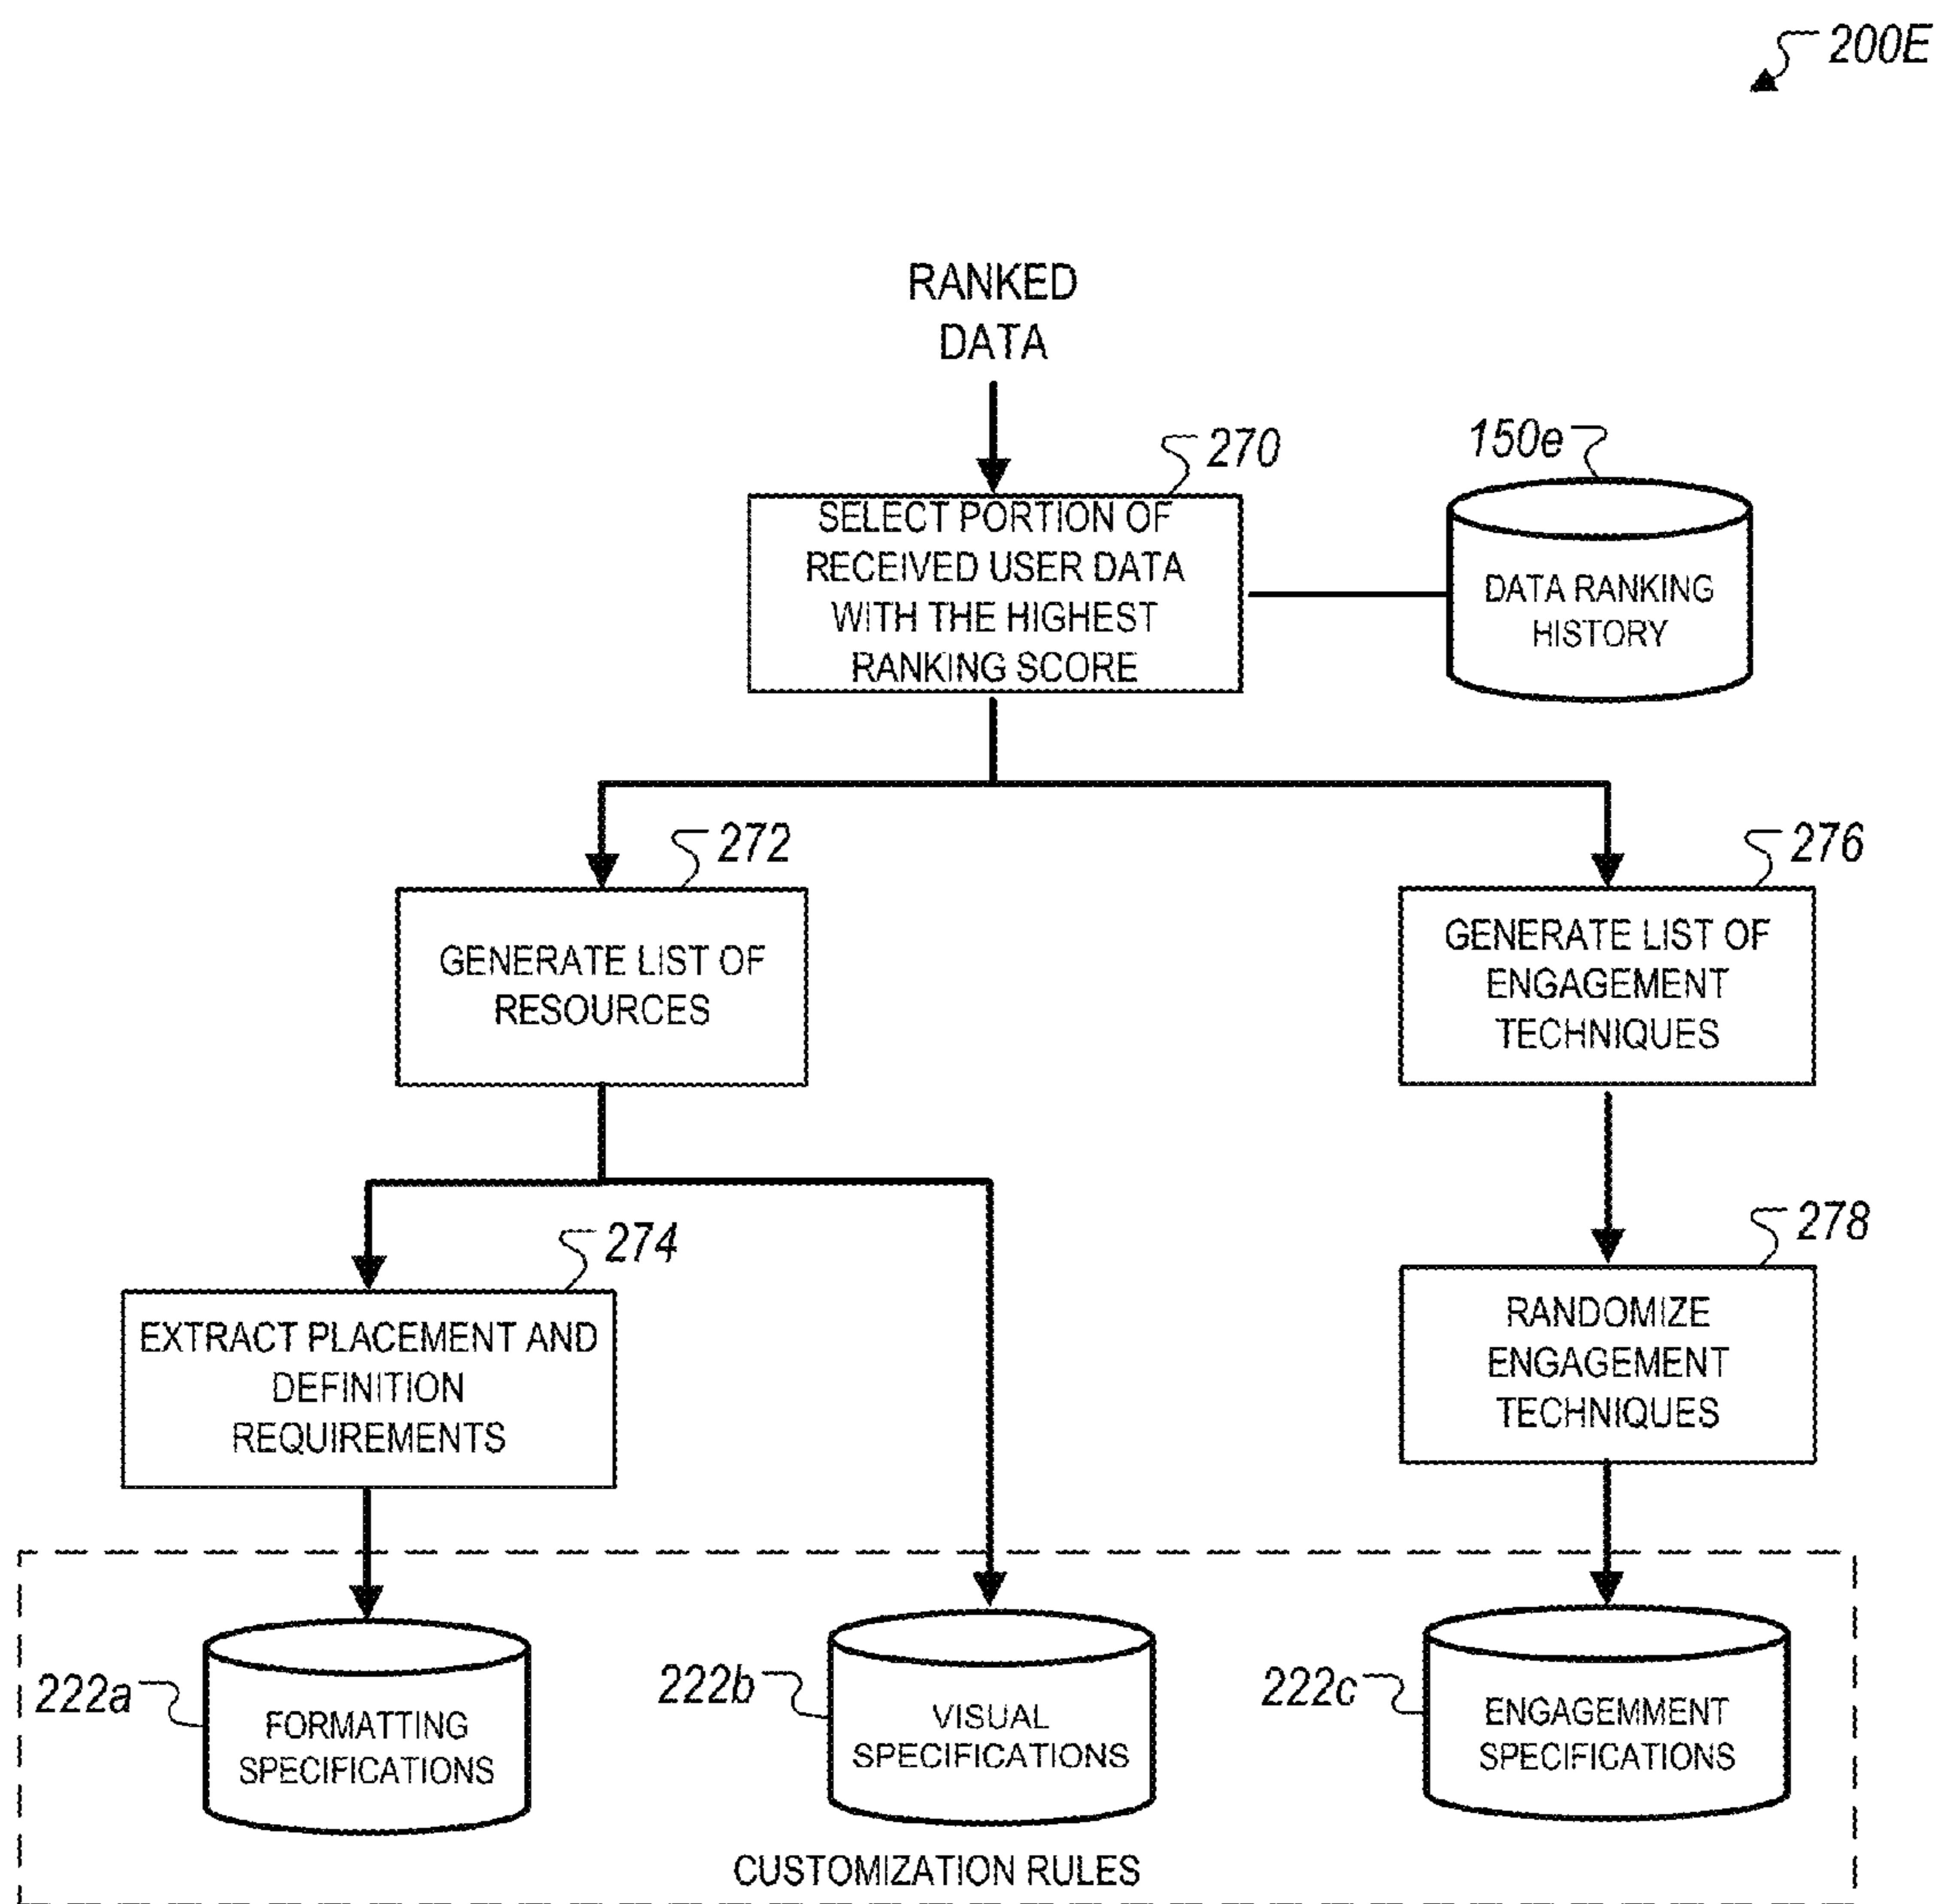 200E
RANKED
DATA
270
150e
SELECT PORTION OF
RECEIVED USER DATA
WITH THE HIGHEST
RANKING SCORE
DATA RANKING
HISTORY
272
276
GENERATE LIST OF
RESOURCES
GENERATE LIST OF
ENGAGEMENT
TECHNIQUES
274
278
EXTRACT PLACEMENT AND
DEFINITION
REQUIREMENTS
RANDOMIZE
ENGAGEMENT
TECHNIQUES
222a
FORMATTING
SPECIFICATIONS
222b
VISUAL
SPECIFICATIONS
222c
ENGAGEMMENT
SPECIFICATIONS
CUSTOMIZATION RULES